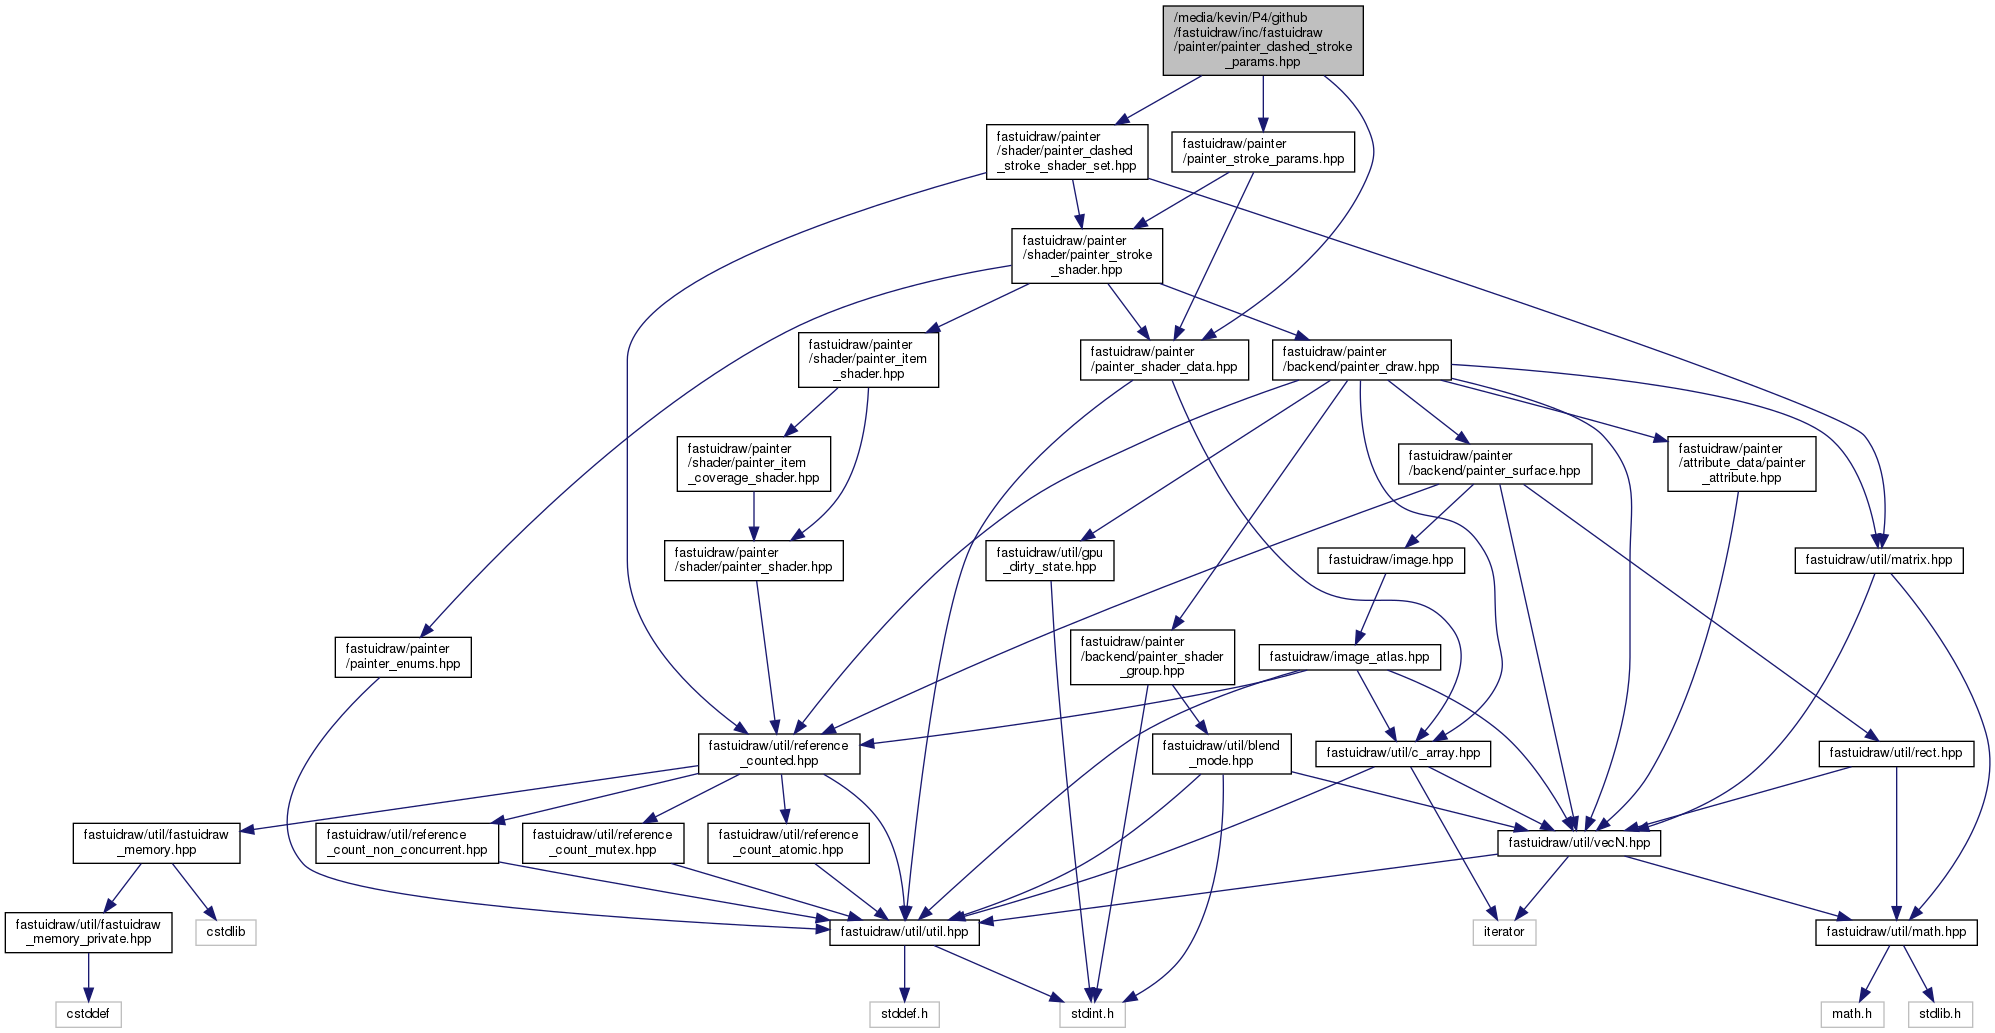 /media/kevin/P4/github
/fastuidraw/inc/fastuidraw
/painter/painter_dashed_stroke
_params.hpp
fastuidraw/painter
/shader/painter_dashed
_stroke_shader_set.hpp
fastuidraw/painter
/painter_stroke_params.hpp
fastuidraw/painter
/shader/painter_stroke
_shader.hpp
fastuidraw/painter
/shader/painter_item
_shader.hpp
fastuidraw/painter
/painter_shader_data.hpp
fastuidraw/painter
/backend/painter_draw.hpp
fastuidraw/painter
/shader/painter_item
_coverage_shader.hpp
fastuidraw/painter
/backend/painter_surface.hpp
fastuidraw/painter
/attribute_data/painter
_attribute.hpp
fastuidraw/painter
/shader/painter_shader.hpp
fastuidraw/util/gpu
_dirty_state.hpp
fastuidraw/image.hpp
fastuidraw/util/matrix.hpp
fastuidraw/painter
/painter_enums.hpp
fastuidraw/painter
/backend/painter_shader
_group.hpp
fastuidraw/image_atlas.hpp
fastuidraw/util/reference
_counted.hpp
fastuidraw/util/blend
_mode.hpp
fastuidraw/util/c_array.hpp
fastuidraw/util/rect.hpp
fastuidraw/util/fastuidraw
_memory.hpp
fastuidraw/util/reference
_count_non_concurrent.hpp
fastuidraw/util/reference
_count_mutex.hpp
fastuidraw/util/reference
_count_atomic.hpp
fastuidraw/util/vecN.hpp
fastuidraw/util/fastuidraw
_memory_private.hpp
cstdlib
fastuidraw/util/util.hpp
iterator
fastuidraw/util/math.hpp
cstddef
stddef.h
stdint.h
math.h
stdlib.h